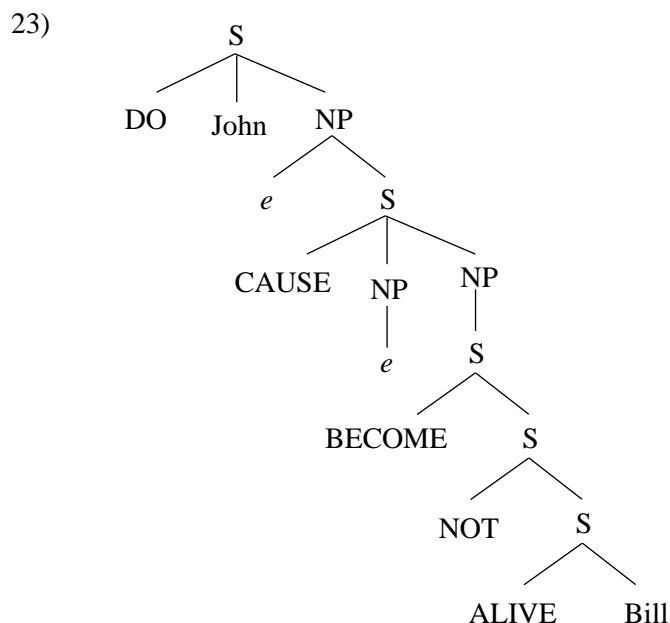 23)
S
DO John NP
e S
CAUSE NP NP
e S
BECOME S
NOT S
ALIVE Bill